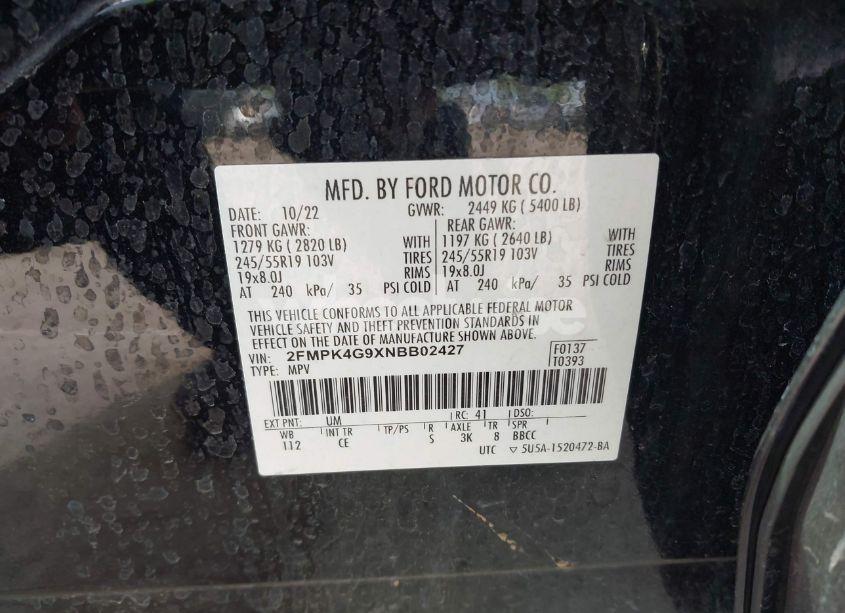 MFD. BY FORD MOTOR CO.
DATE: 10/22 GVWR: 2449 KG ( 5400 LB)
FRONT GAWR: REAR GAWR:
1279 KG ( 2820 LB) WITH 1197 KG ( 2640 LB) WITH
245/55R19 103V TIRES 245/55R19 103V TIRES
19x8.0J RIMS 19x8.0J RIMS
AT 240 kPa/ 35 PSI COLD AT 240 kPa/ 35 PSI COLD
THIS VEHICLE CONFORMS TO ALL APPLICABLE FEDERAL MOTOR
VEHICLE SAFETY AND THEFT PREVENTION STANDARDS IN
EFFECT ON THE DATE OF MANUFACTURE SHOWN ABOVE.
VIN: 2FMPK4G9XNBB02427 F0137
TYPE: MPV T0393
EXT PNT: UM RC: 41 DSO:
WB INT TR TP/PS R AXLE TR SPR
112 CE S 3K 8 BBCC
UTC ▽ 5U5A-1520472-BA